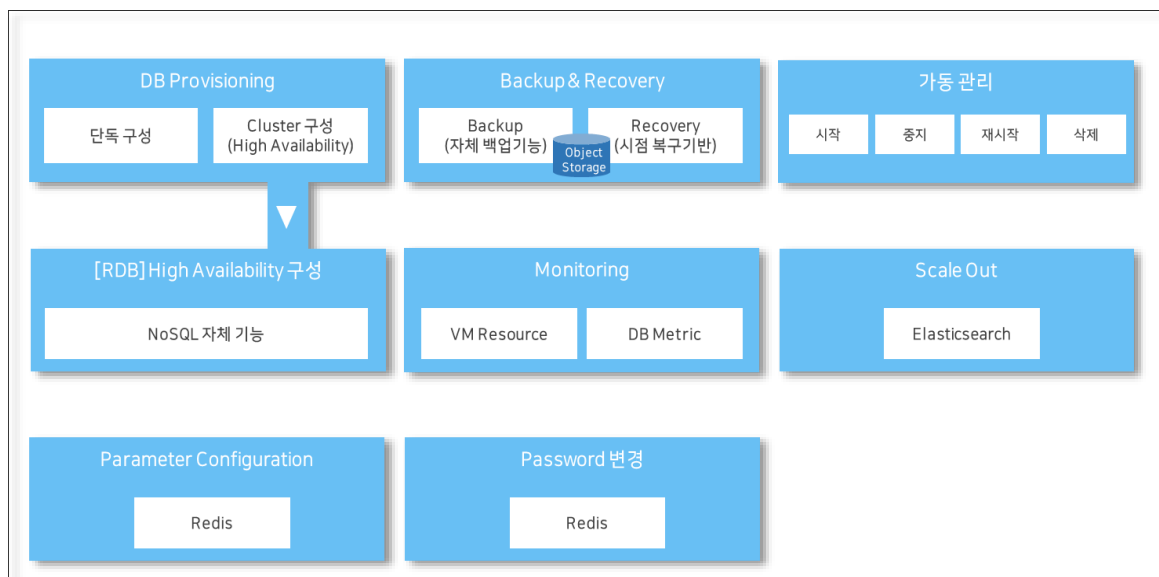 DB Provisioning
단독 구성
Cluster 구성
(High Availability)
Backup & Recovery
Backup
(자체 백업기능)
Object
Storage
Recovery
(시점 복구기반)
가동 관리
시작
중지
재시작
삭제
[RDB] High Availability 구성
NoSQL 자체 기능
Monitoring
VM Resource
DB Metric
Scale Out
Elasticsearch
Parameter Configuration
Redis
Password 변경
Redis